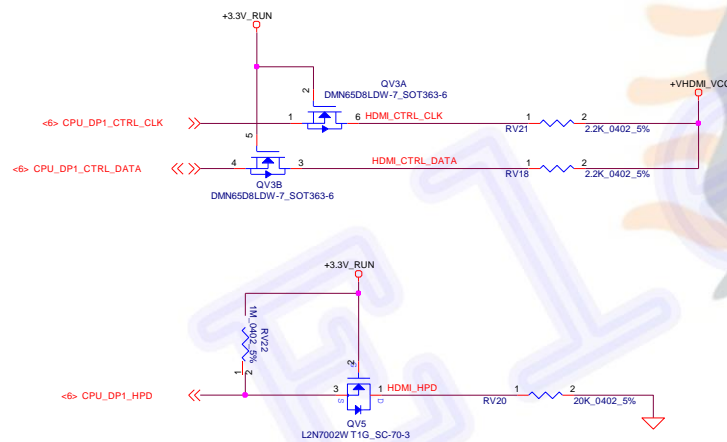 +3.3V_RUN
QV3A
DMN65D8LDW-7_SOT363-6
+VHDMI_VCC
2
<6> CPU_DP1_CTRL_CLK
1
6
HDMI_CTRL_CLK
1
2
RV21
2.2K_0402_5%
5
<6> CPU_DP1_CTRL_DATA
4
3
HDMI_CTRL_DATA
1
2
RV18
2.2K_0402_5%
QV3B
DMN65D8LDW-7_SOT363-6
+3.3V_RUN
1M_0402_5%
RV22
1
2
2
G
<6> CPU_DP1_HPD
3
S
D
1
HDMI_HPD
1
2
RV20
20K_0402_5%
QV5
L2N7002WT1G_SC-70-3